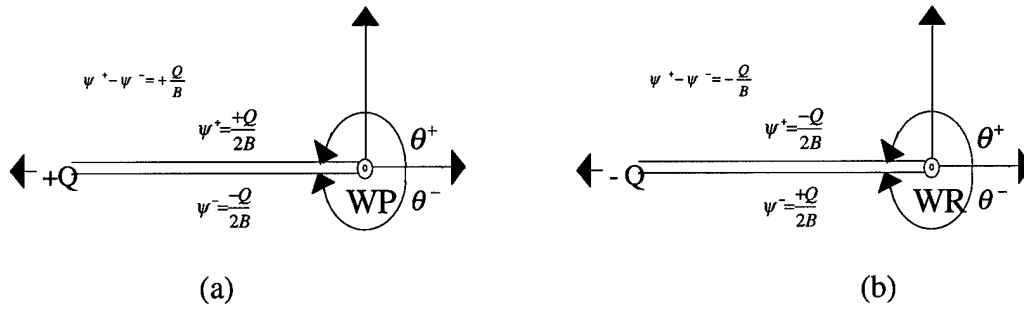 ψ⁺-ψ⁻=+Q/B
ψ⁺=+Q/2B
θ⁺
+Q
WP
ψ⁻=-Q/2B
θ⁻
(a)
ψ⁺-ψ⁻=-Q/B
ψ⁺=-Q/2B
θ⁺
-Q
WR
ψ⁻=+Q/2B
θ⁻
(b)